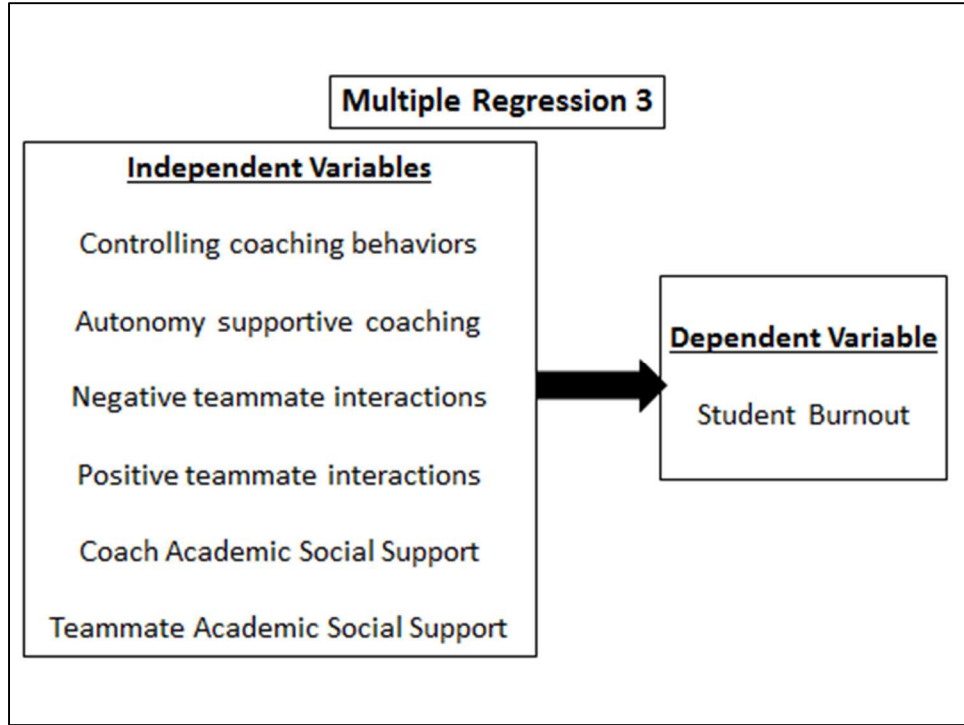 Multiple Regression 3
Independent Variables
Controlling coaching behaviors
Autonomy supportive coaching
Negative teammate interactions
Positive teammate interactions
Coach Academic Social Support
Teammate Academic Social Support
Dependent Variable
Student Burnout